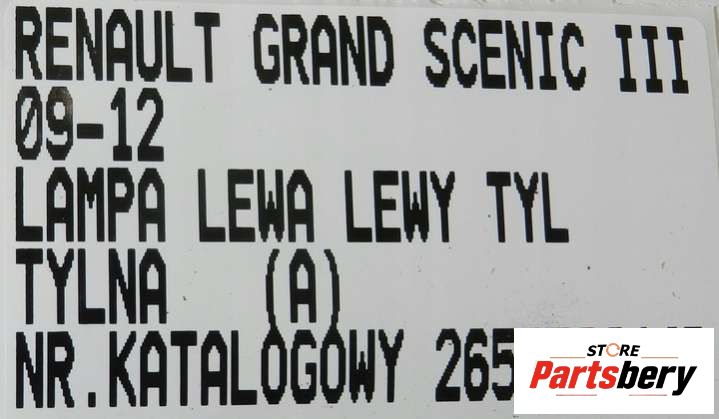 RENAULT GRAND SCENIC III
09-12
LAMPA LEWA LEWY TYL
TYLNA (A)
NR.KATALOGOWY 265
STORE
Partsbery